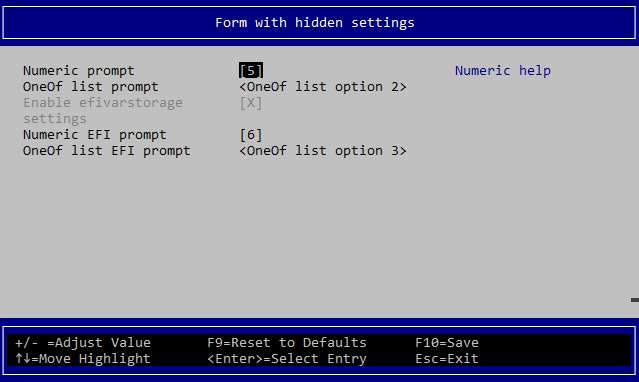 Form with hidden settings
Numeric prompt [5] Numeric help
OneOf list prompt <OneOf list option 2>
Enable efivarstorage [X]
settings
Numeric EFI prompt [6]
OneOf list EFI prompt <OneOf list option 3>
+/- =Adjust Value F9=Reset to Defaults F10=Save
↑↓=Move Highlight <Enter>=Select Entry Esc=Exit